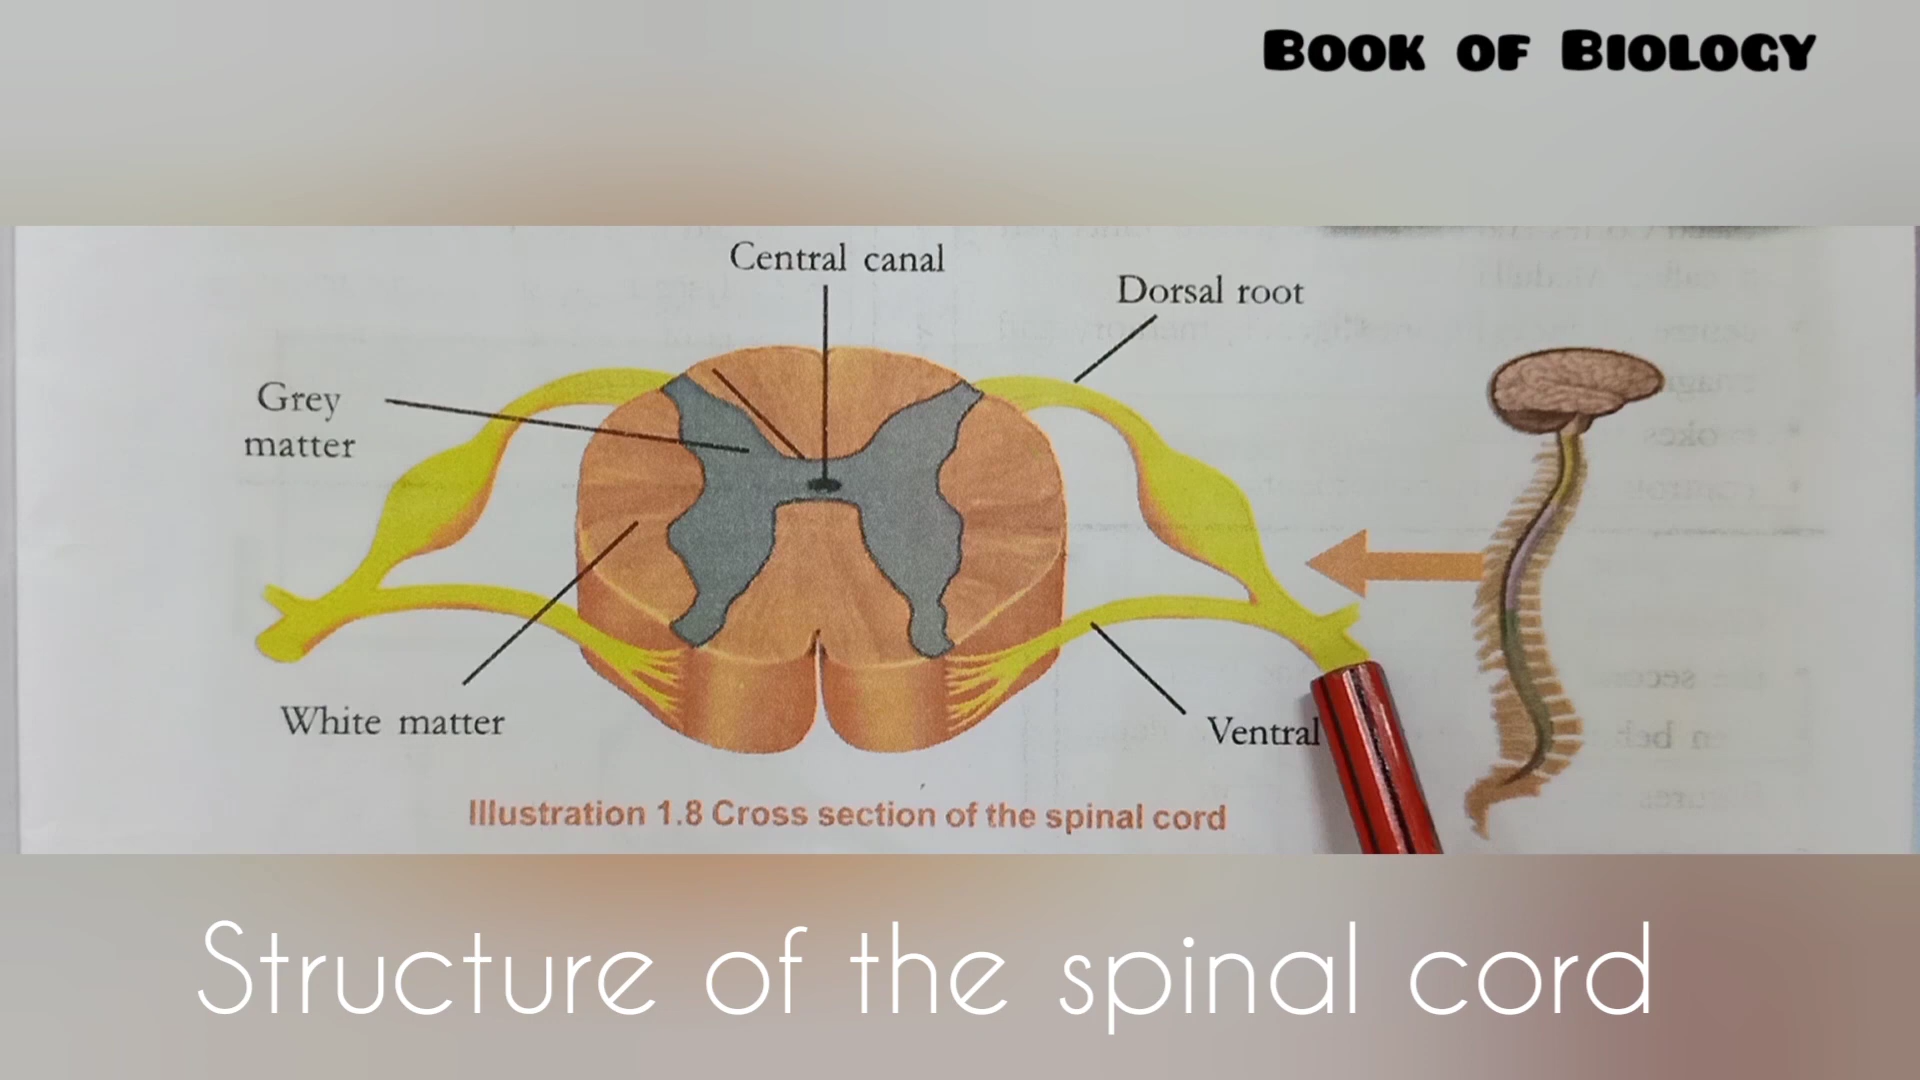 Book of Biology
Central canal
Dorsal root
Grey
matter
White matter
Ventral
Illustration 1.8 Cross section of the spinal cord
Structure of the spinal cord